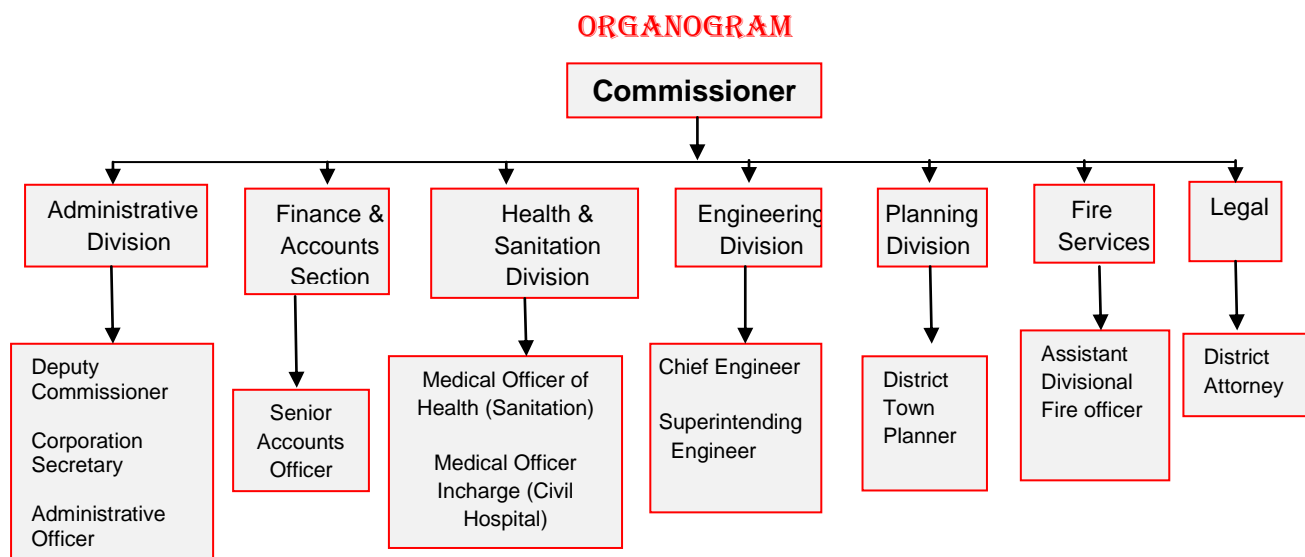 ORGANOGRAM
Commissioner
Administrative
Division
Finance &
Accounts
Section
Health &
Sanitation
Division
Engineering
Division
Planning
Division
Fire
Services
Legal
Deputy
Commissioner
Corporation
Secretary
Administrative
Officer
Senior
Accounts
Officer
Medical Officer of
Health (Sanitation)
Medical Officer
Incharge (Civil
Hospital)
Chief Engineer
Superintending
Engineer
District
Town
Planner
Assistant
Divisional
Fire officer
District
Attorney